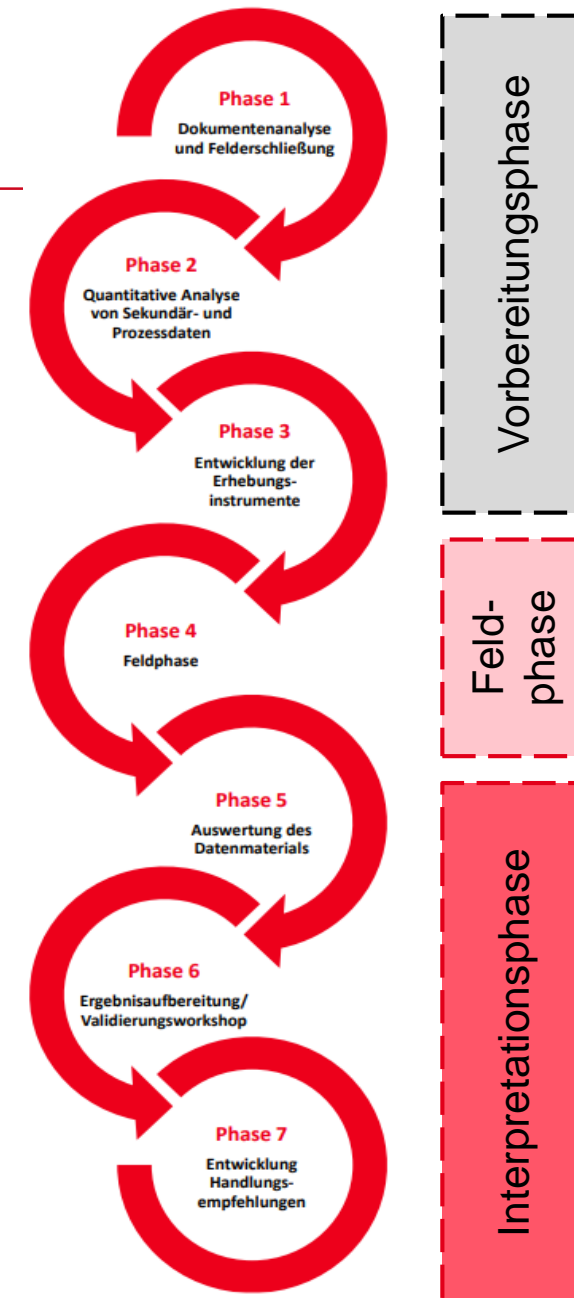 Phase 1
Dokumentenanalyse
und Felderschließung
Phase 2
Quantitative Analyse
von Sekundär- und
Prozessdaten
Phase 3
Entwicklung der
Erhebungs-
instrumente
Vorbereitungsphase
Phase 4
Feldphase
Feld-
phase
Phase 5
Auswertung des
Datenmaterials
Phase 6
Ergebnisaufbereitung/
Validierungsworkshop
Phase 7
Entwicklung
Handlungs-
empfehlungen
Interpretationsphase